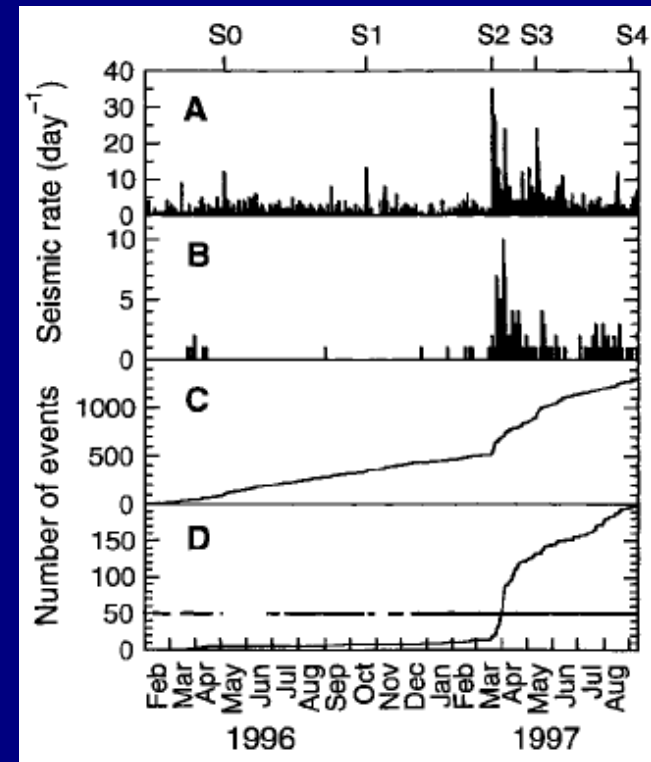 S0 S1 S2 S3 S4
Seismic rate (day⁻¹)
40
30
20
10
0
A
10
5
0
B
Number of events
1000
500
0
C
150
100
50
0
D
Feb Mar Apr May Jun Jul Aug Sep Oct Nov Dec Jan Feb Mar Apr May Jun Jul Aug
1996 1997